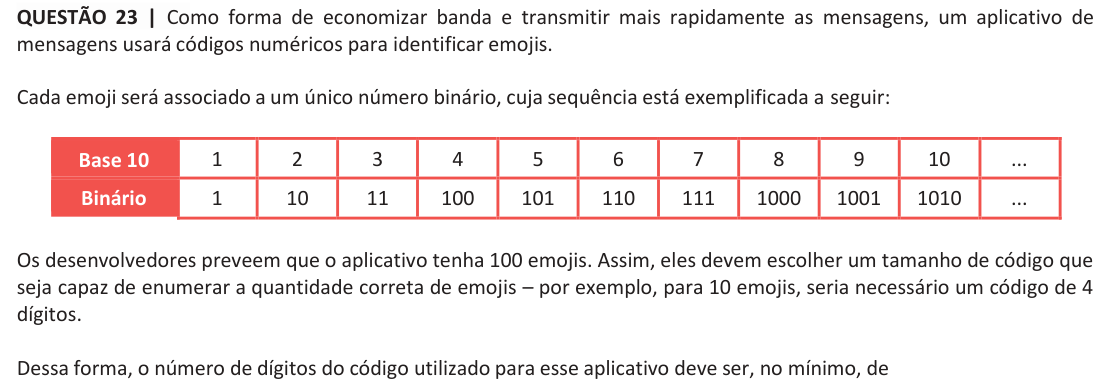 QUESTÃO 23 | Como forma de economizar banda e transmitir mais rapidamente as mensagens, um aplicativo de
mensagens usará códigos numéricos para identificar emojis.
Cada emoji será associado a um único número binário, cuja sequência está exemplificada a seguir:
Base 10 1 2 3 4 5 6 7 8 9 10 ...
Binário 1 10 11 100 101 110 111 1000 1001 1010 ...
Os desenvolvedores preveem que o aplicativo tenha 100 emojis. Assim, eles devem escolher um tamanho de código que
seja capaz de enumerar a quantidade correta de emojis – por exemplo, para 10 emojis, seria necessário um código de 4
dígitos.
Dessa forma, o número de dígitos do código utilizado para esse aplicativo deve ser, no mínimo, de